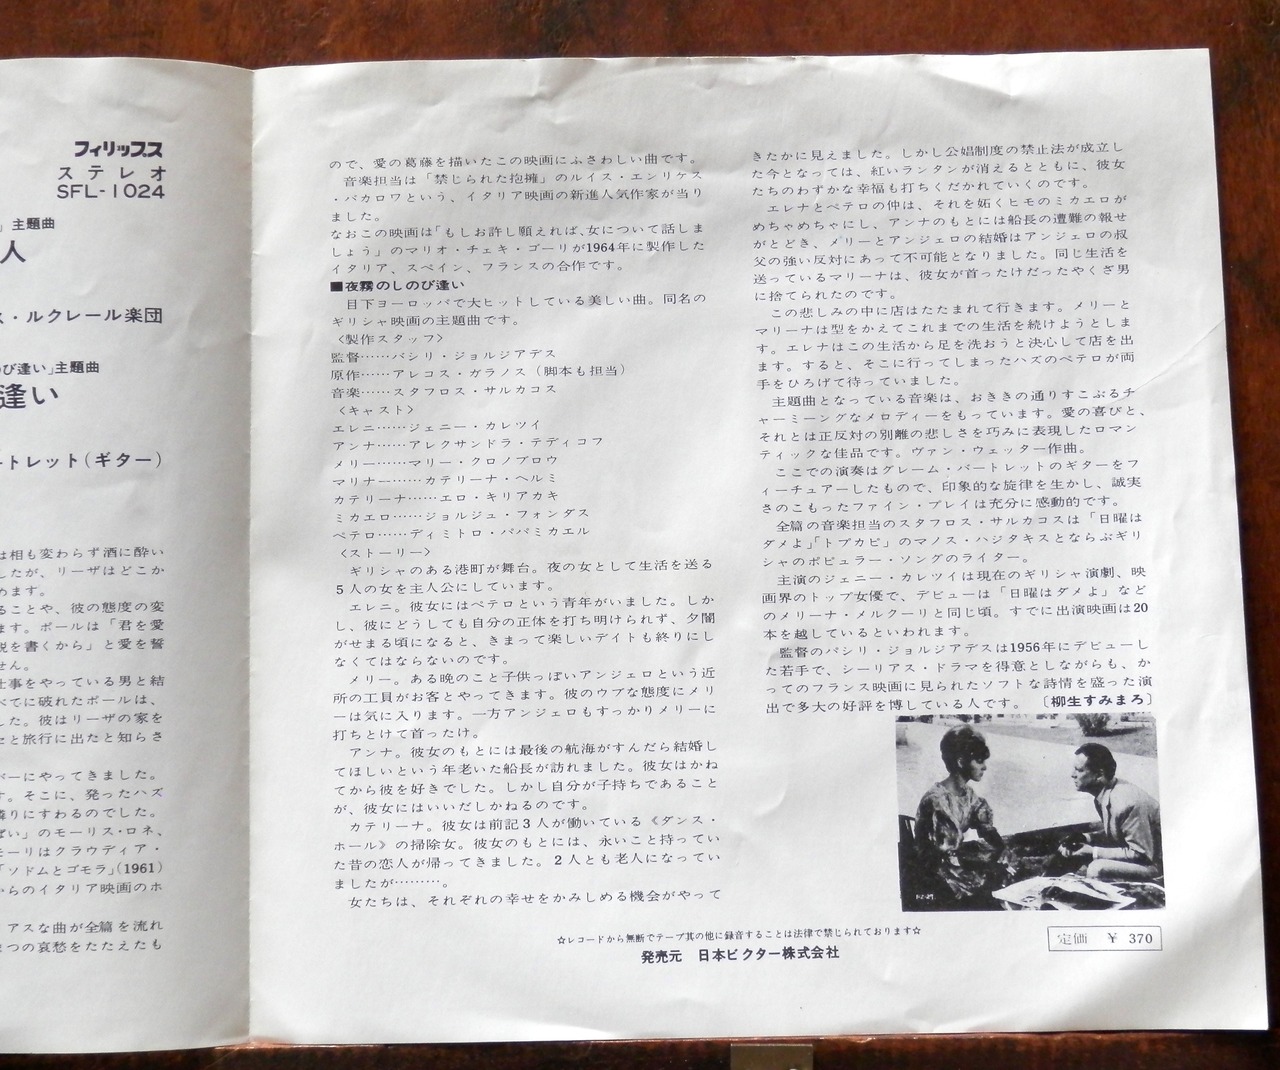 フィリップス
ステレオ
SFL-1024
」主題曲
人
ス・ルクレール楽団
のび逢い」主題曲
逢い
ートレット(ギター)
は相も変わらず酒に酔い
したが、リーザはどこか
めます。
ることや、彼の態度の変
ます。ポールは「君を愛
説を書くから」と愛を誓
せん。
仕事をやっている男と結
べてに破れたポールは、
した。彼はリーザの家を
と旅行に出たと知らさ
バーにやってきました。
す。そこに、発ったハズ
隣りにすわるのでした。
ぱい」のモーリス・ロネ、
モーリはクラウディア・
「ソドムとゴモラ」(1961)
からのイタリア映画のホ
アスな曲が全篇を流れ
つの哀愁をたたえたも
ので、愛の葛藤を描いたこの映画にふさわしい曲です。
音楽担当は「禁じられた抱擁」のルイス・エンリケス
・バカロワという、イタリア映画の新進人気作家が当り
ました。
なおこの映画は「もしお許し願えれば、女について話しま
しょう」のマリオ・チェキ・ゴーリが1964年に製作した
イタリア、スペイン、フランスの合作です。
■夜霧のしのび逢い
目下ヨーロッパで大ヒットしている美しい曲。同名の
ギリシャ映画の主題曲です。
〈製作スタッフ〉
監督……バシリ・ジョルジアデス
原作……アレコス・ガラノス(脚本も担当)
音楽……スタフロス・サルカコス
〈キャスト〉
エレニ……ジェニー・カレツイ
アンナ……アレクサンドラ・テディコフ
メリー……マリー・クロノブロウ
マリナー……カテリーナ・ヘルミ
カテリーナ……エロ・キリアカキ
ミカエロ……ジョルジュ・フォンダス
ペテロ……ディミトロ・パパミカエル
〈ストーリー〉
ギリシャのある港町が舞台。夜の女として生活を送る
5人の女を主人公にしています。
エレニ。彼女にはペテロという青年がいました。しか
し、彼にどうしても自分の正体を打ち明けられず、夕闇
がせまる頃になると、きまって楽しいデイトも終りにし
なくてはならないのです。
メリー。ある晩のこと子供っぽいアンジェロという近
所の工員がお客とやってきます。彼のウブな態度にメリ
ーは気に入ります。一方アンジェロもすっかりメリーに
打ちとけて首ったけ。
アンナ。彼女のもとには最後の航海がすんだら結婚し
てほしいという年老いた船長が訪れました。彼女はかね
てから彼を好きでした。しかし自分が子持ちであること
が、彼女にはいいだしかねるのです。
カテリーナ。彼女は前記3人が働いている《ダンス・
ホール》の掃除女。彼女のもとには、永いこと持ってい
た昔の恋人が帰ってきました。2人とも老人になってい
ましたが………。
女たちは、それぞれの幸せをかみしめる機会がやって
きたかに見えました。しかし公娼制度の禁止法が成立し
た今となっては、紅いランタンが消えるとともに、彼女
たちのわずかな幸福も打ちくだかれていくのです。
エレナとペテロの仲は、それを妬くヒモのミカエロが
めちゃめちゃにし、アンナのもとには船長の遭難の報せ
がとどき、メリーとアンジェロの結婚はアンジェロの叔
父の強い反対にあって不可能となりました。同じ生活を
送っているマリーナは、彼女が首ったけだったやくざ男
に捨てられたのです。
この悲しみの中に店はたたまれて行きます。メリーと
マリーナは型をかえてこれまでの生活を続けようとしま
す。エレナはこの生活から足を洗おうと決心して店を出
ます。すると、そこに行ってしまったハズのペテロが両
手をひろげて待っていました。
主題曲となっている音楽は、おききの通りすこぶるチ
ャーミングなメロディーをもっています。愛の喜びと、
それとは正反対の別離の悲しさを巧みに表現したロマン
ティックな佳品です。ヴァン・ウェッター作曲。
ここでの演奏はグレーム・バートレットのギターをフ
ィーチュアーしたもので、印象的な旋律を生かし、誠実
さのこもったファイン・プレイは充分に感動的です。
全篇の音楽担当のスタフロス・サルカコスは「日曜は
ダメよ」「トプカピ」のマノス・ハジタキスとならぶギリ
シャのポピュラー・ソングのライター。
主演のジェニー・カレツイは現在のギリシャ演劇、映
画界のトップ女優で、デビューは「日曜はダメよ」など
のメリーナ・メルクーリと同じ頃。すでに出演映画は20
本を越しているといわれます。
監督のバシリ・ジョルジアデスは1956年にデビューし
た若手で、シーリアス・ドラマを得意としながらも、か
ってのフランス映画に見られたソフトな詩情を盛った演
出で多大の好評を博している人です。〔柳生すみまろ〕
☆レコードから無断でテープ其の他に録音することは法律で禁じられております☆
発売元 日本ビクター株式会社
定価 ￥370